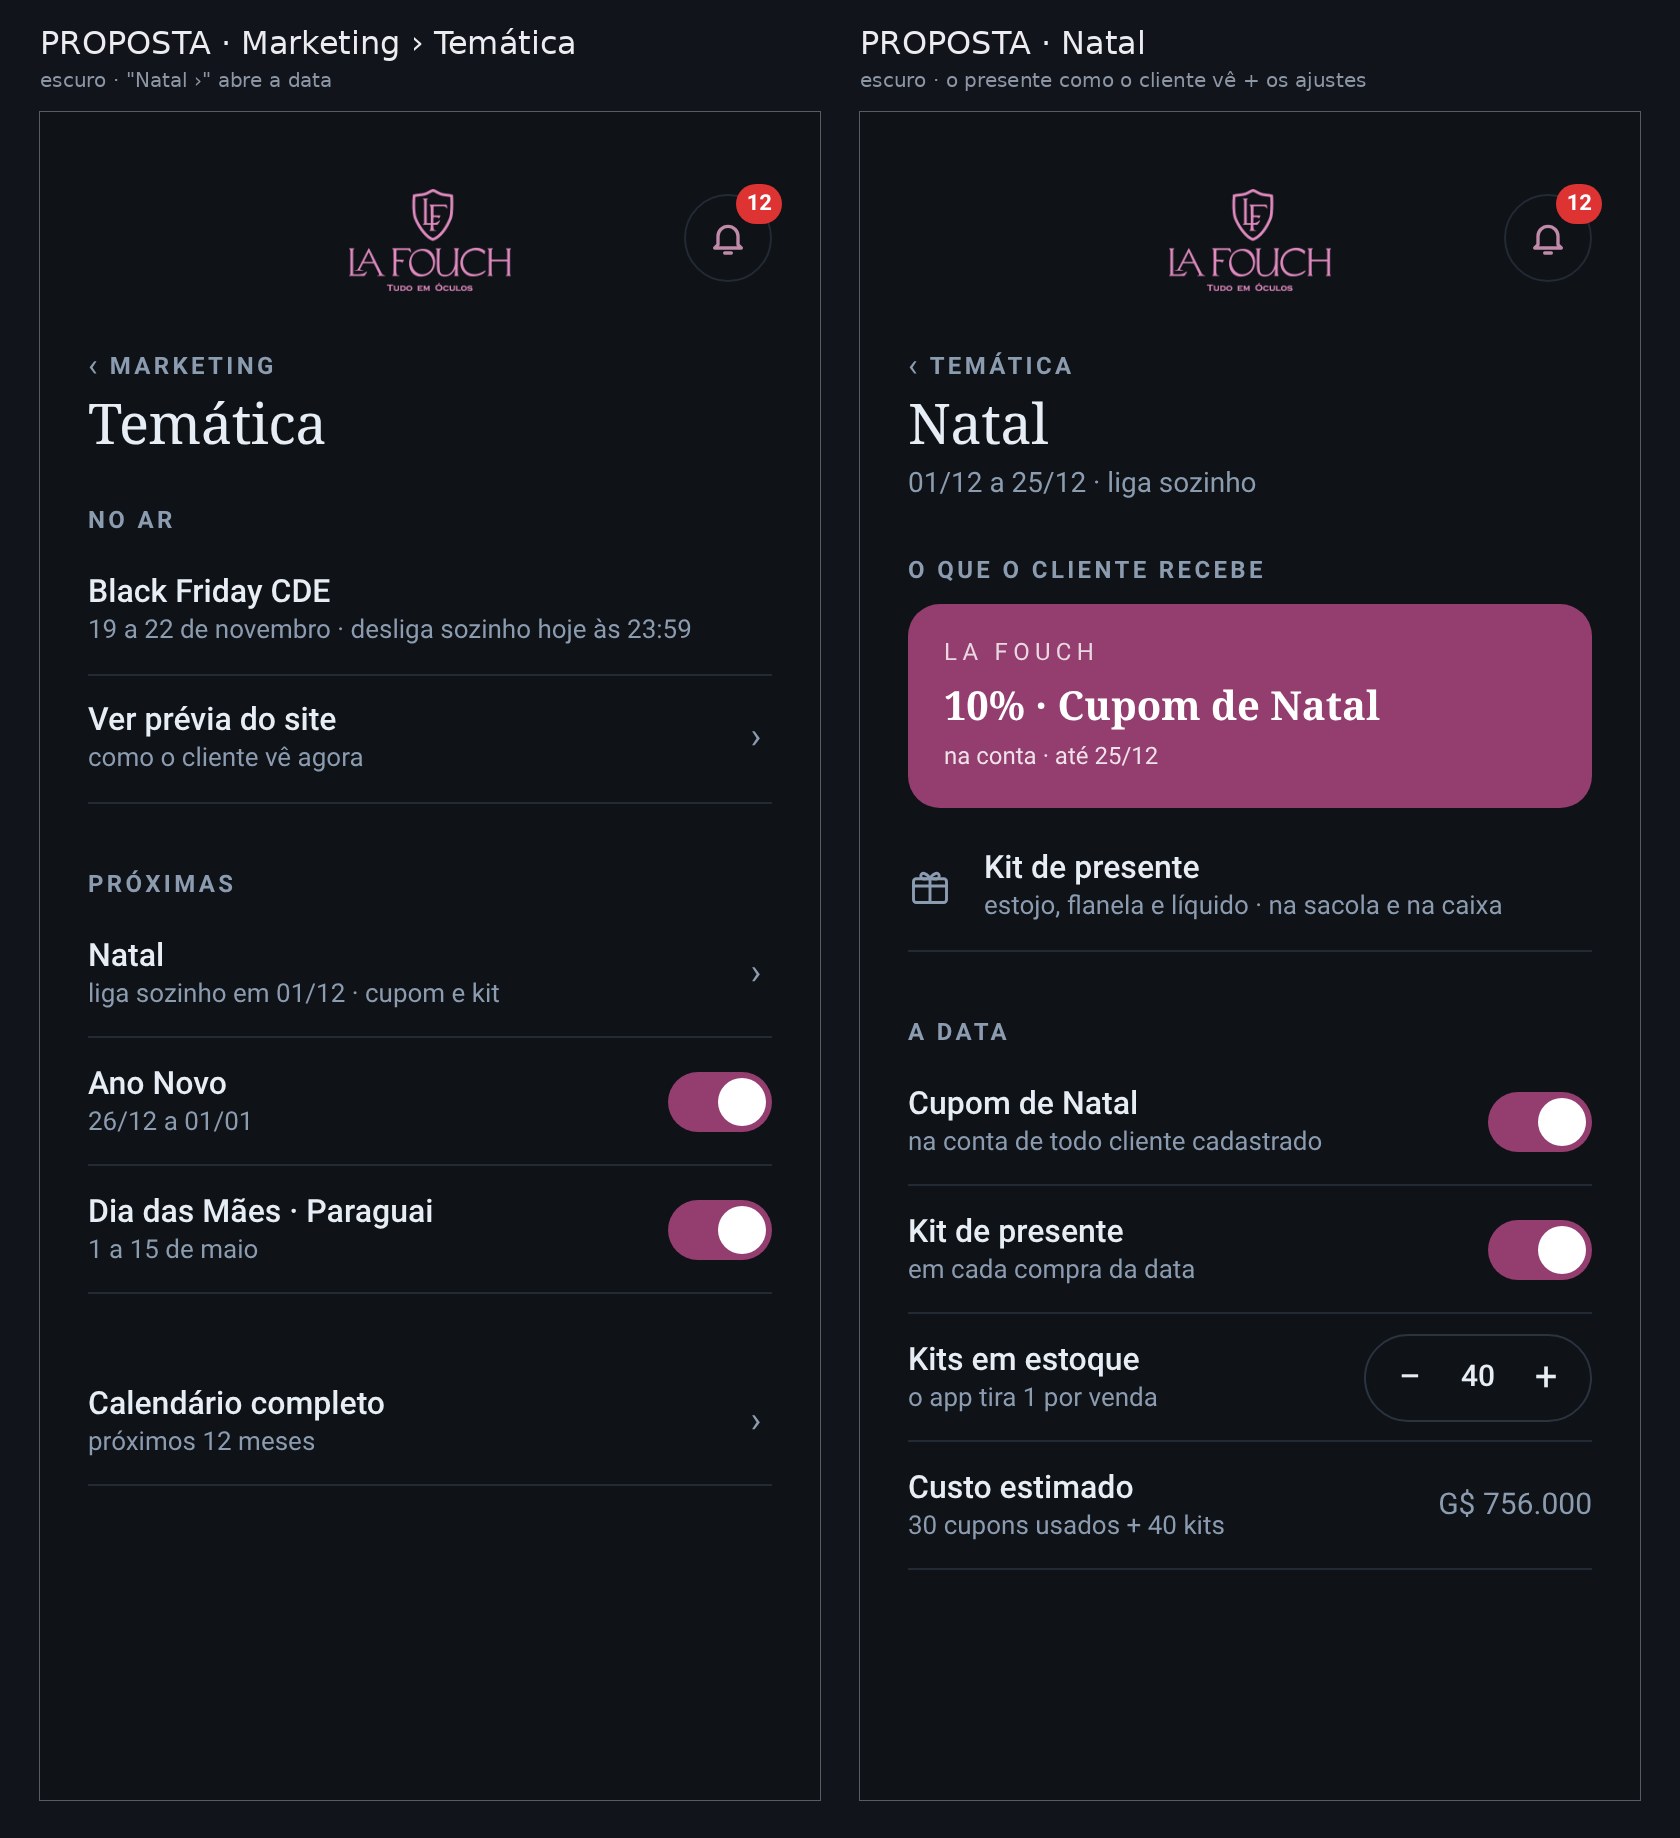 PROPOSTA · Marketing › Temática
escuro · "Natal ›" abre a data
12
LF
LA FOUCH
TUDO EM ÓCULOS
‹ MARKETING
Temática
NO AR
Black Friday CDE
19 a 22 de novembro · desliga sozinho hoje às 23:59
Ver prévia do site
como o cliente vê agora
›
PRÓXIMAS
Natal
liga sozinho em 01/12 · cupom e kit
›
Ano Novo
26/12 a 01/01
Dia das Mães · Paraguai
1 a 15 de maio
Calendário completo
próximos 12 meses
›
PROPOSTA · Natal
escuro · o presente como o cliente vê + os ajustes
12
LF
LA FOUCH
TUDO EM ÓCULOS
‹ TEMÁTICA
Natal
01/12 a 25/12 · liga sozinho
O QUE O CLIENTE RECEBE
LA FOUCH
10% · Cupom de Natal
na conta · até 25/12
Kit de presente
estojo, flanela e líquido · na sacola e na caixa
A DATA
Cupom de Natal
na conta de todo cliente cadastrado
Kit de presente
em cada compra da data
Kits em estoque
o app tira 1 por venda
− 40 +
Custo estimado
30 cupons usados + 40 kits
G$ 756.000